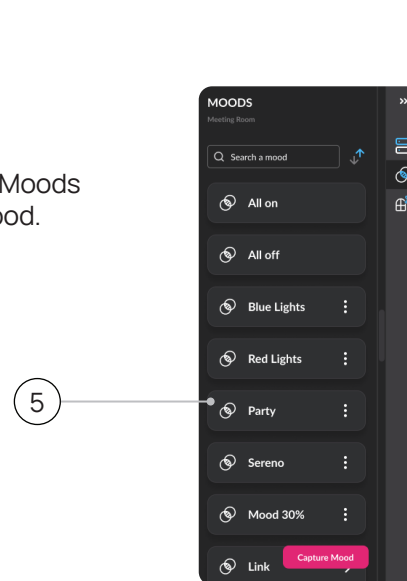 Moods
ood.
5
MOODS
Meeting Room
Search a mood
All on
All off
Blue Lights
Red Lights
Party
Sereno
Mood 30%
Link
Capture Mood